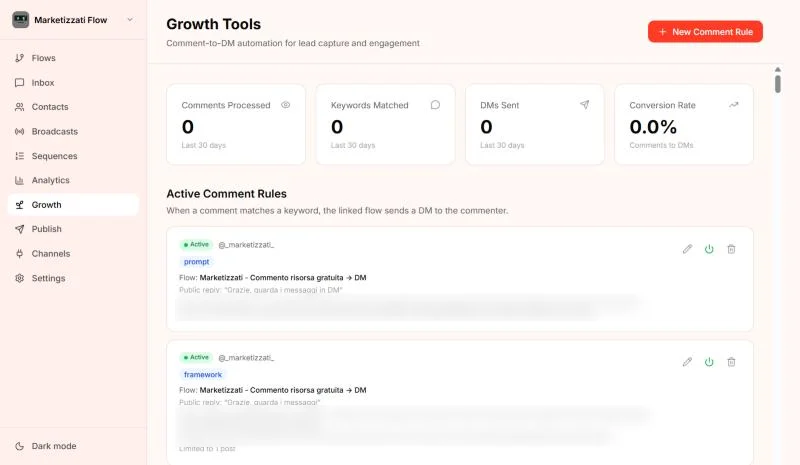 Marketizzati Flow
Growth Tools
Comment-to-DM automation for lead capture and engagement
New Comment Rule
Flows
Inbox
Contacts
Broadcasts
Sequences
Analytics
Growth
Publish
Channels
Settings
Dark mode
Comments Processed
0
Last 30 days
Keywords Matched
0
Last 30 days
DMs Sent
0
Last 30 days
Conversion Rate
0.0%
Comments to DMs
Active Comment Rules
When a comment matches a keyword, the linked flow sends a DM to the commenter.
Active @_marketizzati_
prompt
Flow: Marketizzati - Commento risorsa gratuita → DM
Public reply: "Grazie, guarda i messaggi in DM"
Active @_marketizzati_
framework
Flow: Marketizzati - Commento risorsa gratuita → DM
Public reply: "Grazie, guarda i messaggi"
Limited to 1 post